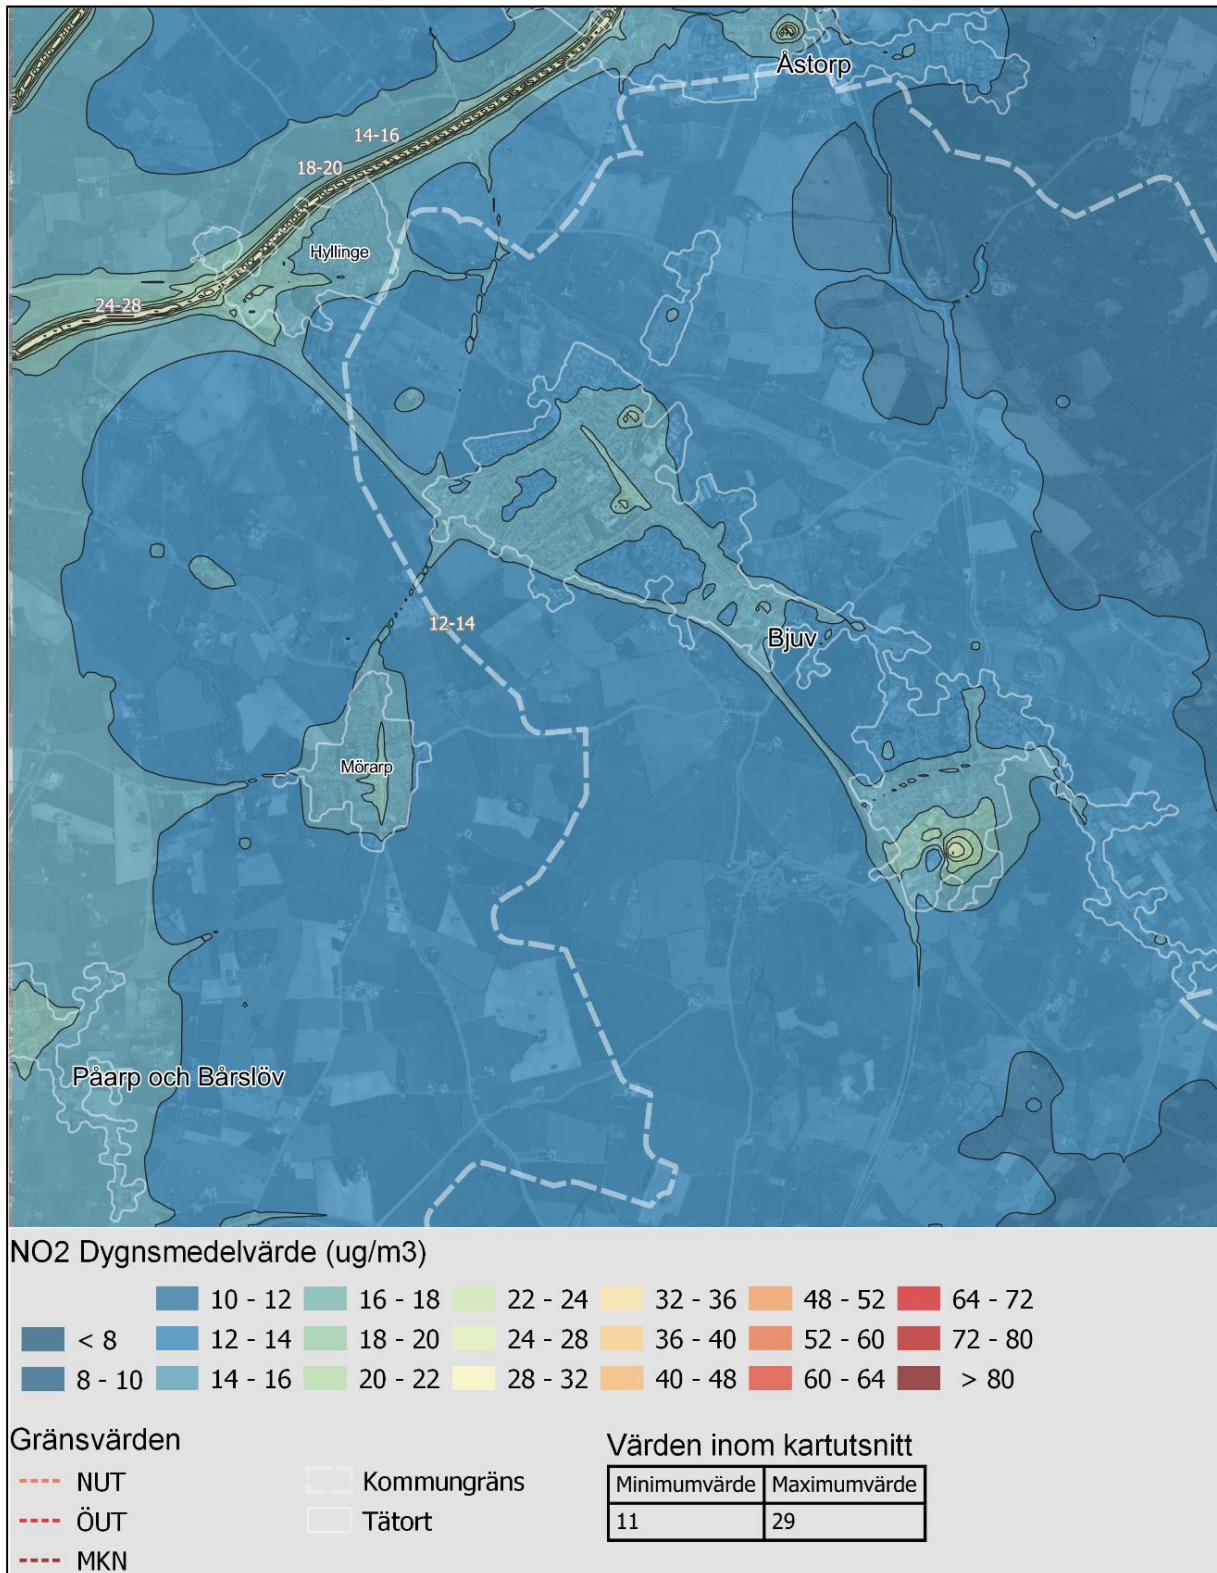 Åstorp
14-16
18-20
Hyllinge
24-28
12-14
Bjuv
Mörarp
Påarp och Bårslöv
NO2 Dygnsmedelvärde (ug/m3)
10 - 12 16 - 18 22 - 24 32 - 36 48 - 52 64 - 72
< 8 12 - 14 18 - 20 24 - 28 36 - 40 52 - 60 72 - 80
8 - 10 14 - 16 20 - 22 28 - 32 40 - 48 60 - 64 > 80
Gränsvärden
NUT
ÖUT
MKN
Kommungräns
Tätort
Värden inom kartutsnitt
Minimumvärde Maximumvärde
11 29